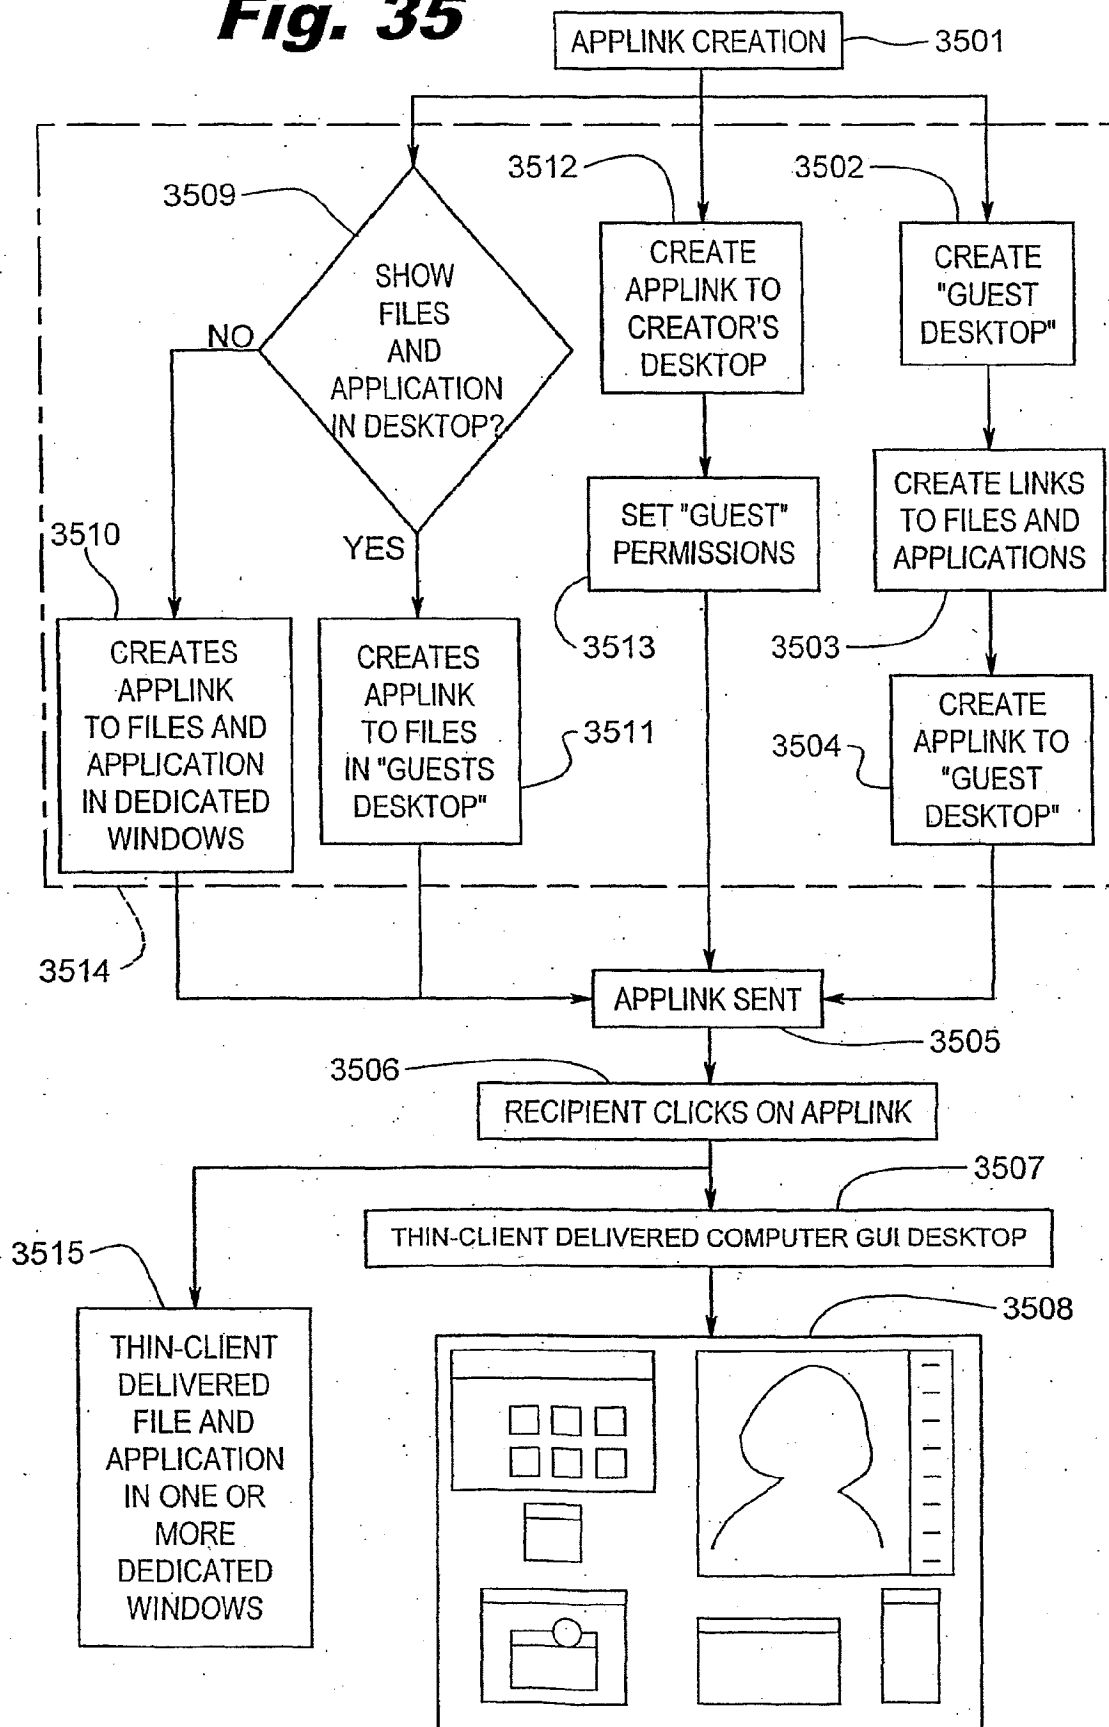 Fig. 35
APPLINK CREATION
3501
3512
3502
3509
SHOW
FILES
AND
APPLICATION
IN DESKTOP?
NO
YES
CREATE
APPLINK TO
CREATOR'S
DESKTOP
CREATE
"GUEST
DESKTOP"
SET "GUEST"
PERMISSIONS
3513
CREATE LINKS
TO FILES AND
APPLICATIONS
3503
3510
CREATES
APPLINK
TO FILES AND
APPLICATION
IN DEDICATED
WINDOWS
CREATES
APPLINK
TO FILES
IN "GUESTS
DESKTOP"
3511
3504
CREATE
APPLINK TO
"GUEST
DESKTOP"
3514
APPLINK SENT
3505
3506
RECIPIENT CLICKS ON APPLINK
3507
THIN-CLIENT DELIVERED COMPUTER GUI DESKTOP
3515
3508
THIN-CLIENT
DELIVERED
FILE AND
APPLICATION
IN ONE OR
MORE
DEDICATED
WINDOWS